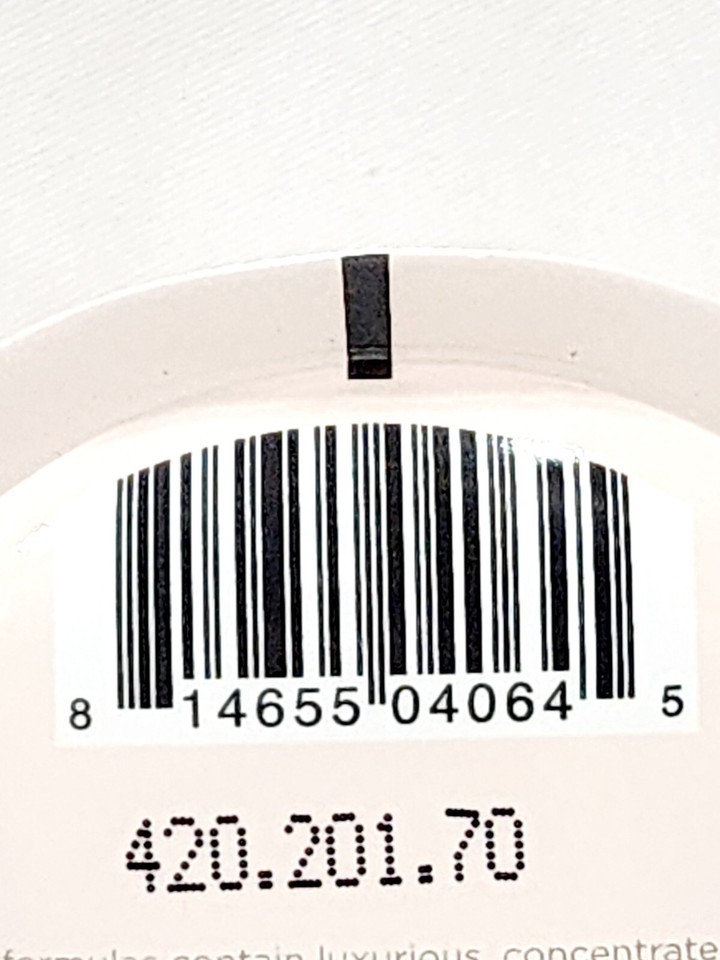 8 14655 04064 5
420.201.70
formulas contain luxurious, concentrate